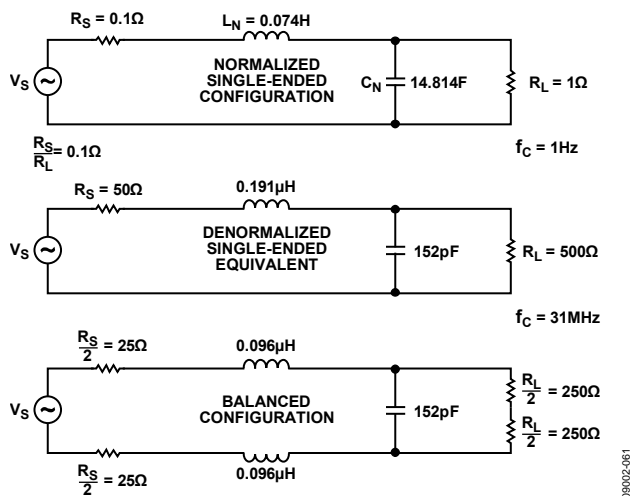 R_S = 0.1Ω
L_N = 0.074H
V_S
NORMALIZED
SINGLE-ENDED
CONFIGURATION
C_N
14.814F
R_L = 1Ω
R_S
R_L
= 0.1Ω
f_C = 1Hz
R_S = 50Ω
0.191µH
V_S
DENORMALIZED
SINGLE-ENDED
EQUIVALENT
152pF
R_L = 500Ω
f_C = 31MHz
R_S
2
= 25Ω
0.096µH
V_S
BALANCED
CONFIGURATION
152pF
R_L
2
= 250Ω
R_L
2
= 250Ω
R_S
2
= 25Ω
0.096µH
09002-061